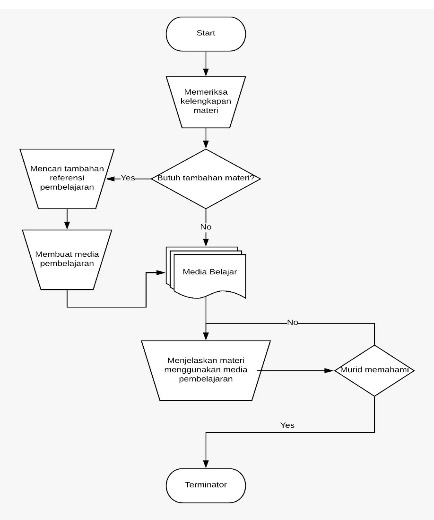 Start
Memeriksa
kelengkapan
materi
Butuh tambahan materi?
Yes
Mencari tambahan
referensi
pembelajaran
Membuat media
pembelajaran
No
Media Belajar
No
Menjelaskan materi
menggunakan media
pembelajaran
Murid memahami
Yes
Terminator